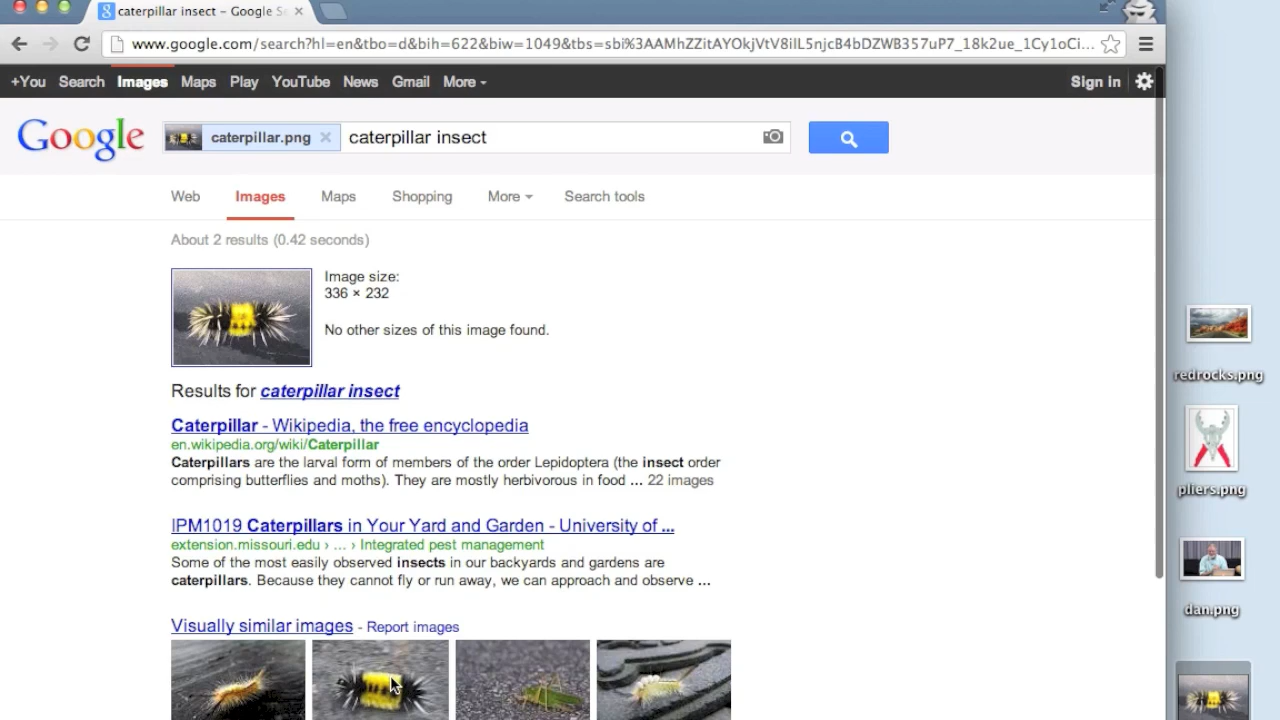 caterpillar insect – Google Se
www.google.com/search?hl=en&tbo=d&bih=622&biw=1049&tbs=sbi%3AAMhZZitAYOkjVtV8iIL5njcB4bDZWB357uP7_18k2ue_1Cy1oCi...
+You Search Images Maps Play YouTube News Gmail More Sign in
Google caterpillar.png caterpillar insect
Web Images Maps Shopping More Search tools
About 2 results (0.42 seconds)
Image size:
336 × 232
No other sizes of this image found.
redrocks.png
Results for caterpillar insect
Caterpillar - Wikipedia, the free encyclopedia
en.wikipedia.org/wiki/Caterpillar
Caterpillars are the larval form of members of the order Lepidoptera (the insect order
comprising butterflies and moths). They are mostly herbivorous in food ... 22 images
pliers.png
IPM1019 Caterpillars in Your Yard and Garden - University of ...
extension.missouri.edu › ... › Integrated pest management
Some of the most easily observed insects in our backyards and gardens are
caterpillars. Because they cannot fly or run away, we can approach and observe ...
dan.png
Visually similar images - Report images